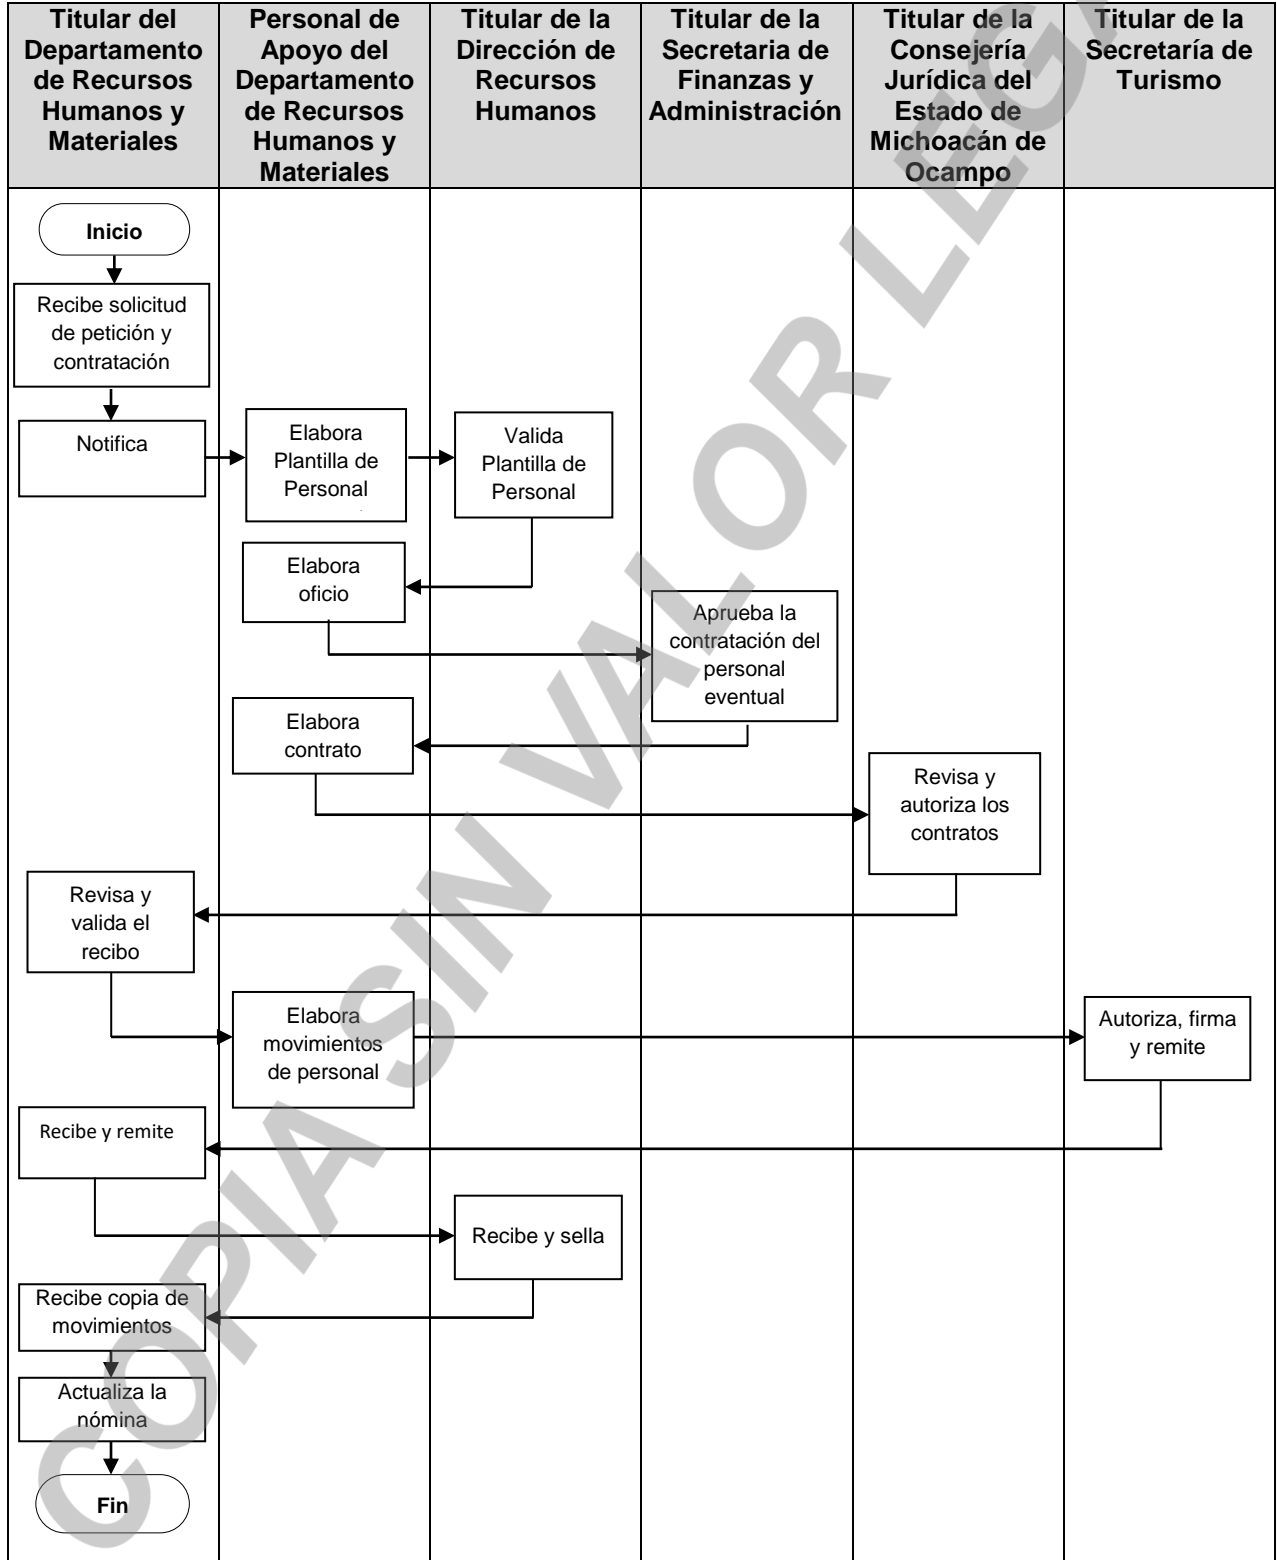 Titular del
Departamento
de Recursos
Humanos y
Materiales
Personal de
Apoyo del
Departamento
de Recursos
Humanos y
Materiales
Titular de la
Dirección de
Recursos
Humanos
Titular de la
Secretaria de
Finanzas y
Administración
Titular de la
Consejería
Jurídica del
Estado de
Michoacán de
Ocampo
Titular de la
Secretaría de
Turismo
Inicio
Recibe solicitud
de petición y
contratación
Notifica
Elabora
Plantilla de
Personal
Valida
Plantilla de
Personal
Elabora
oficio
Aprueba la
contratación del
personal
eventual
Elabora
contrato
Revisa y
autoriza los
contratos
Revisa y
valida el
recibo
Elabora
movimientos
de personal
Autoriza, firma
y remite
Recibe y remite
Recibe y sella
Recibe copia de
movimientos
Actualiza la
nómina
Fin
COPIA SIN VALOR LEGA